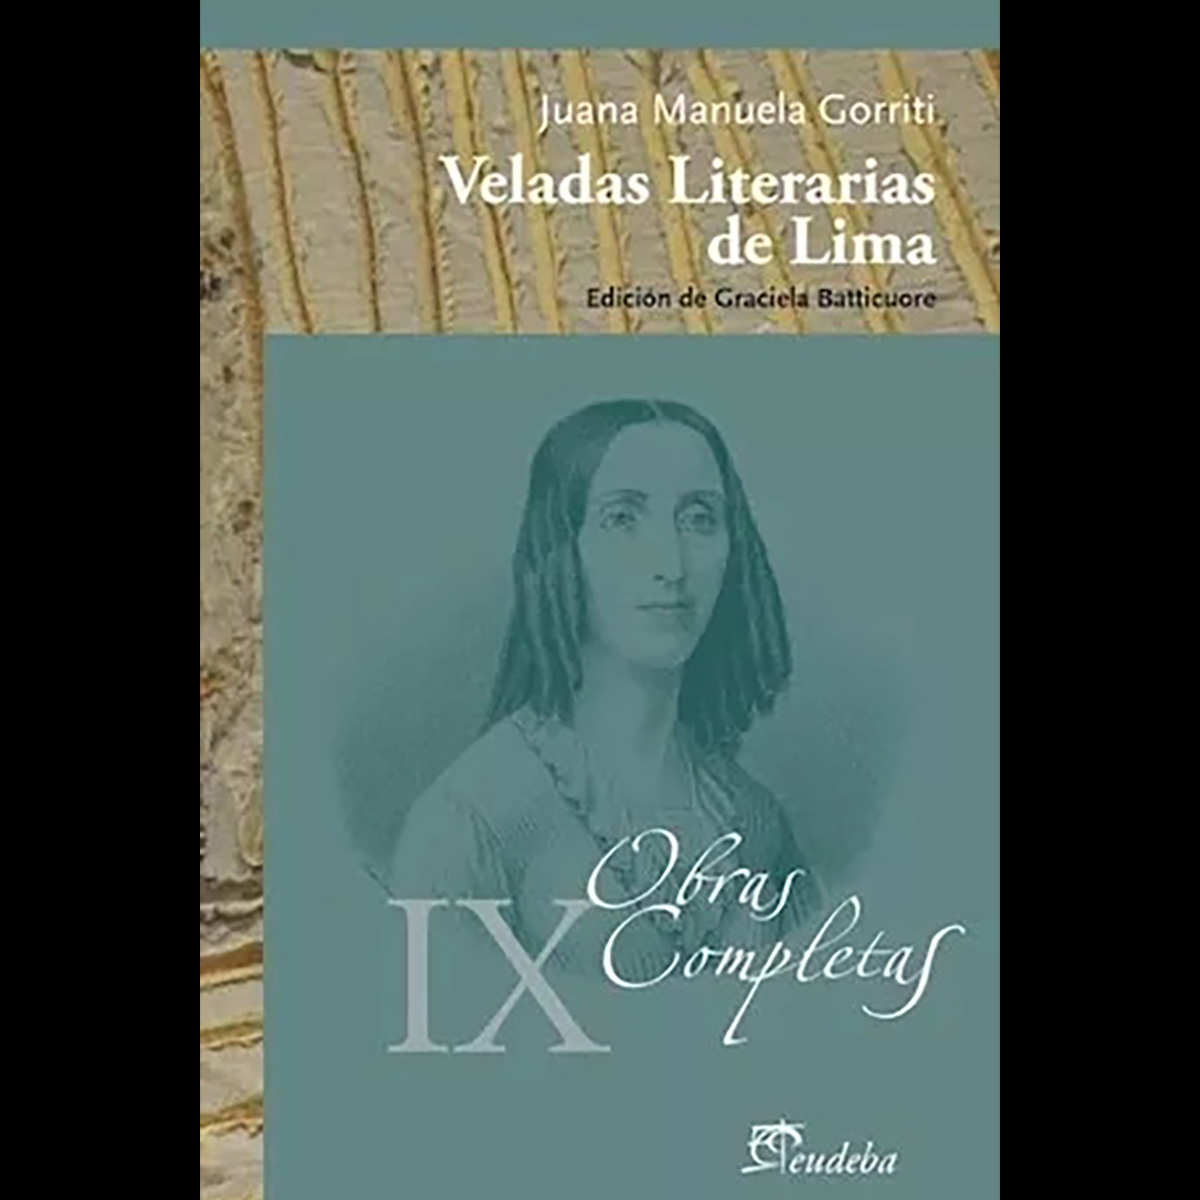 Juana Manuela Gorriti
Veladas Literarias
de Lima
Edición de Graciela Batticuore
Obras
IX Completas
eudeba